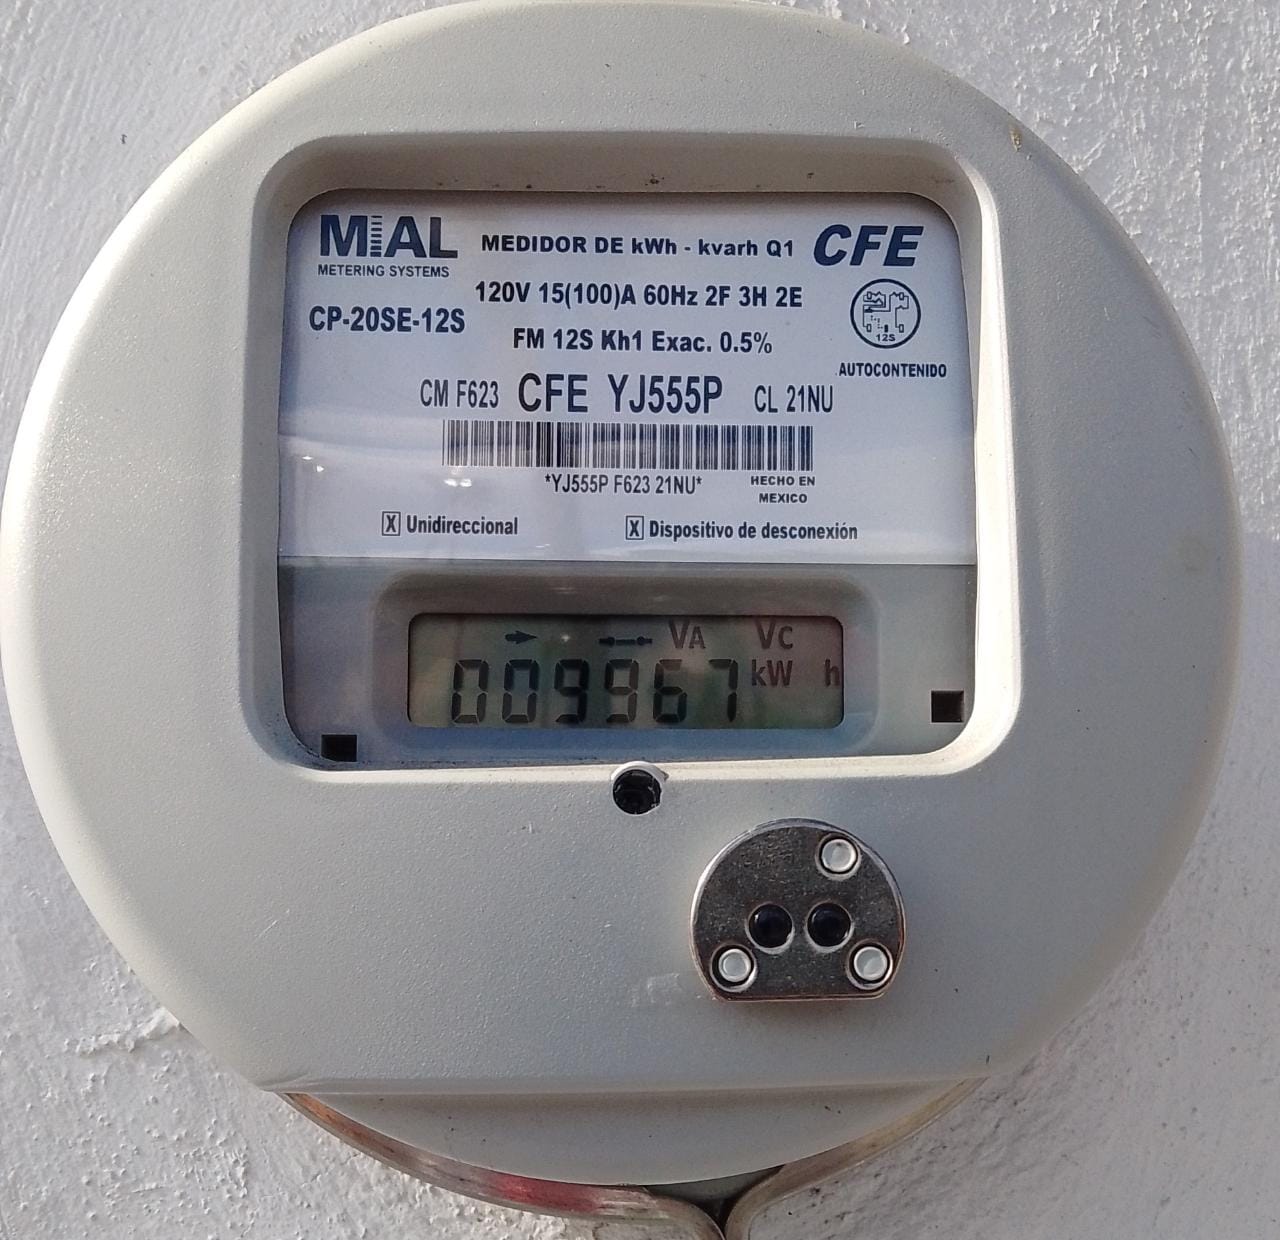 MIAL
METERING SYSTEMS
MEDIDOR DE kWh - kvarh Q1
CFE
120V 15(100)A 60Hz 2F 3H 2E
CP-20SE-12S
FM 12S Kh1 Exac. 0.5%
12S
AUTOCONTENIDO
CM F623 CFE YJ555P CL 21NU
*YJ555P F623 21NU*
HECHO EN
MEXICO
X Unidireccional
X Dispositivo de desconexión
VA VC
009967 kW h